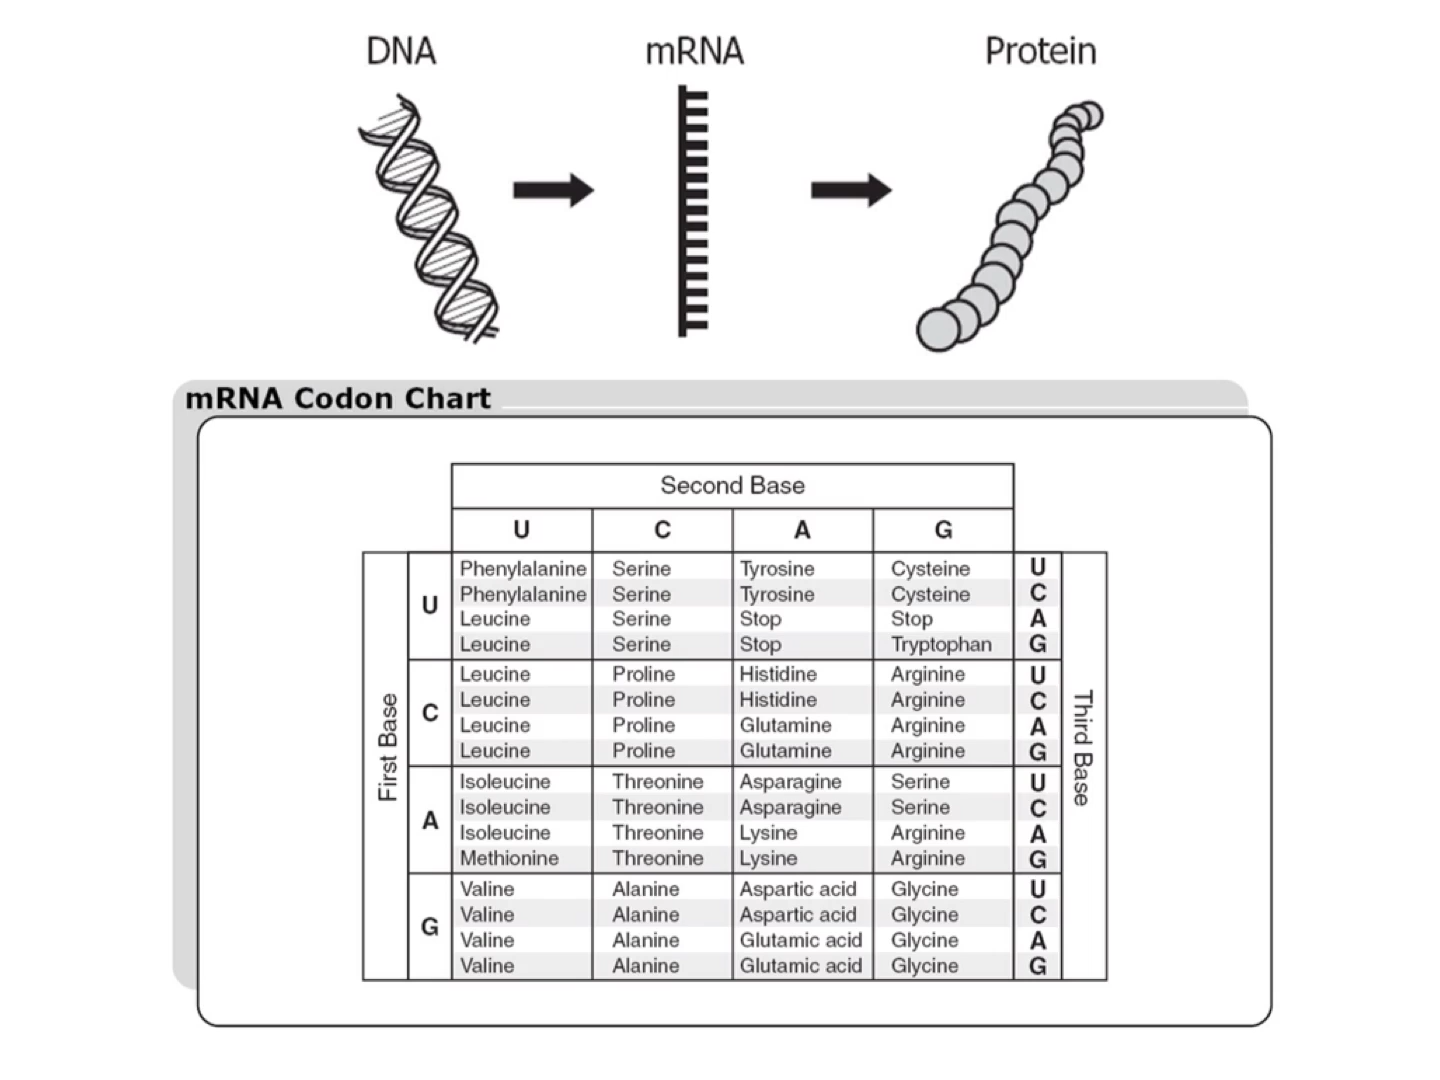 DNA mRNA Protein
mRNA Codon Chart
Second Base
U C A G
First Base
U
Phenylalanine Serine Tyrosine Cysteine U
Phenylalanine Serine Tyrosine Cysteine C
Leucine Serine Stop Stop A
Leucine Serine Stop Tryptophan G
C
Leucine Proline Histidine Arginine U
Leucine Proline Histidine Arginine C
Leucine Proline Glutamine Arginine A
Leucine Proline Glutamine Arginine G
A
Isoleucine Threonine Asparagine Serine U
Isoleucine Threonine Asparagine Serine C
Isoleucine Threonine Lysine Arginine A
Methionine Threonine Lysine Arginine G
G
Valine Alanine Aspartic acid Glycine U
Valine Alanine Aspartic acid Glycine C
Valine Alanine Glutamic acid Glycine A
Valine Alanine Glutamic acid Glycine G
Third Base